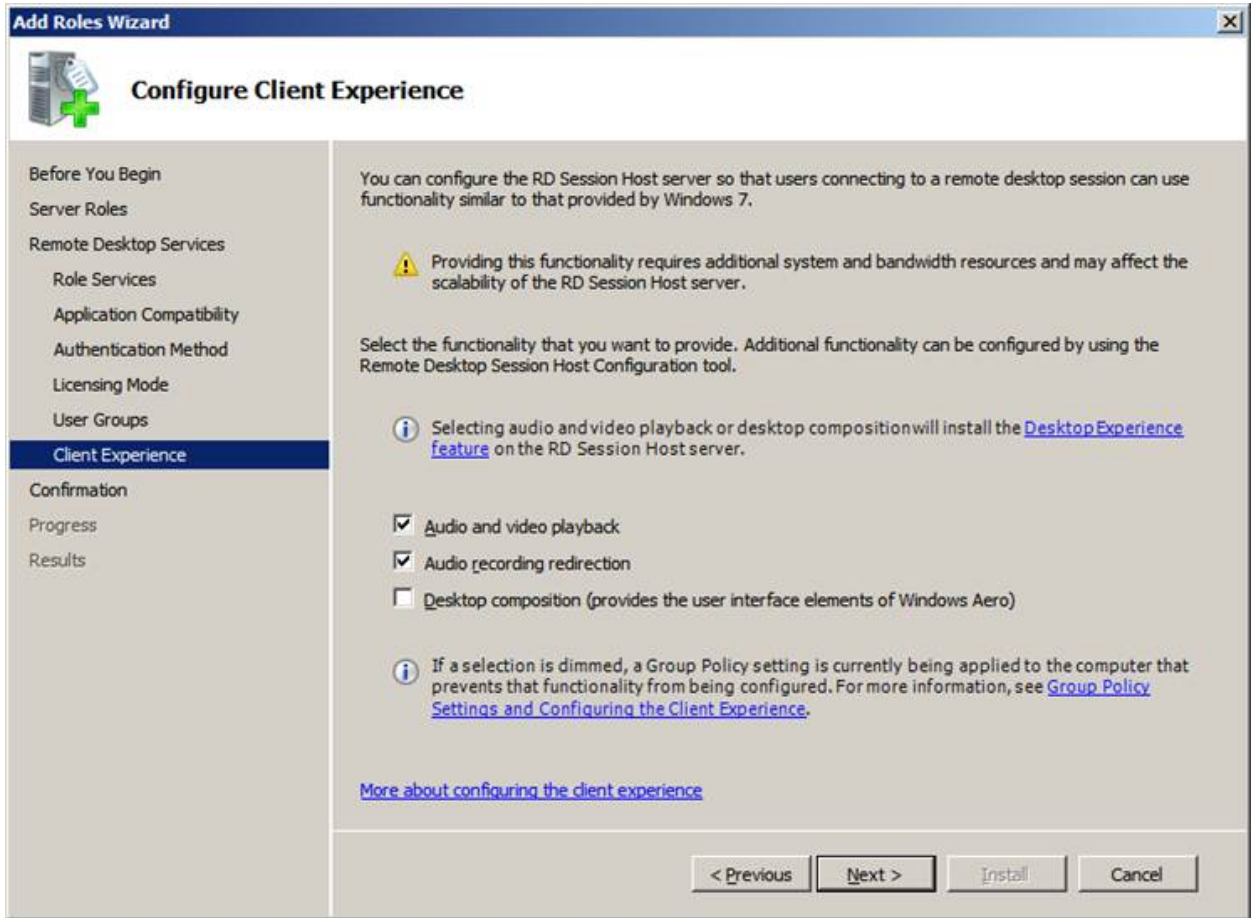 Add Roles Wizard
Configure Client Experience
Before You Begin
Server Roles
Remote Desktop Services
Role Services
Application Compatibility
Authentication Method
Licensing Mode
User Groups
Client Experience
Confirmation
Progress
Results
You can configure the RD Session Host server so that users connecting to a remote desktop session can use
functionality similar to that provided by Windows 7.
Providing this functionality requires additional system and bandwidth resources and may affect the
scalability of the RD Session Host server.
Select the functionality that you want to provide. Additional functionality can be configured by using the
Remote Desktop Session Host Configuration tool.
Selecting audio and video playback or desktop composition will install the Desktop Experience
feature on the RD Session Host server.
Audio and video playback
Audio recording redirection
Desktop composition (provides the user interface elements of Windows Aero)
If a selection is dimmed, a Group Policy setting is currently being applied to the computer that
prevents that functionality from being configured. For more information, see Group Policy
Settings and Configuring the Client Experience.
More about configuring the client experience
< Previous
Next >
Install
Cancel